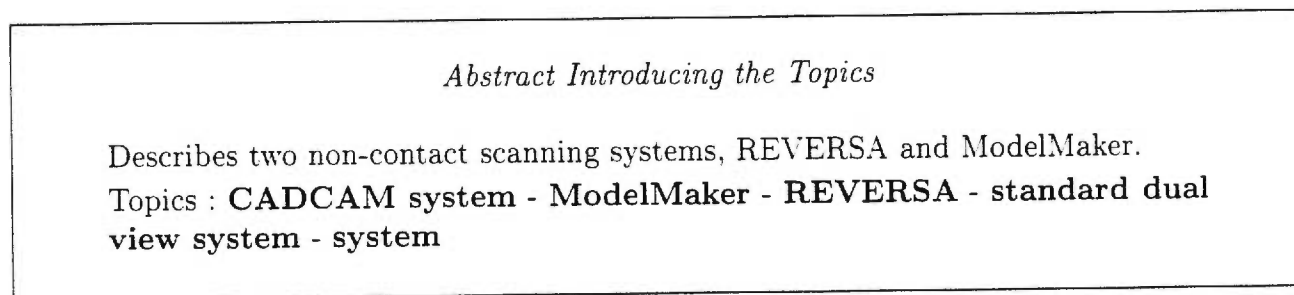 Abstract Introducing the Topics
Describes two non-contact scanning systems, REVERSA and ModelMaker.
Topics : CADCAM system - ModelMaker - REVERSA - standard dual
view system - system